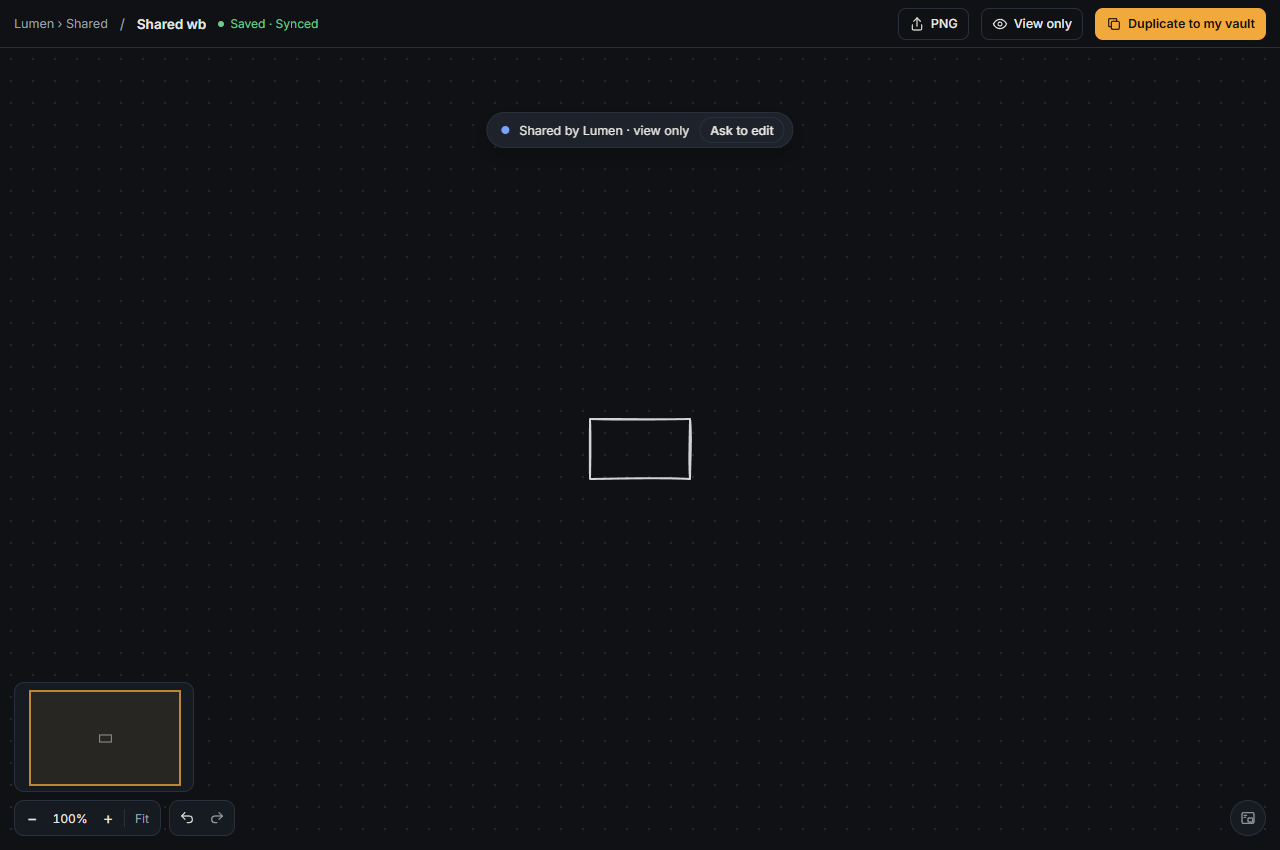 Lumen › Shared / Shared wb Saved · Synced PNG View only Duplicate to my vault
Shared by Lumen · view only Ask to edit
− 100% + Fit